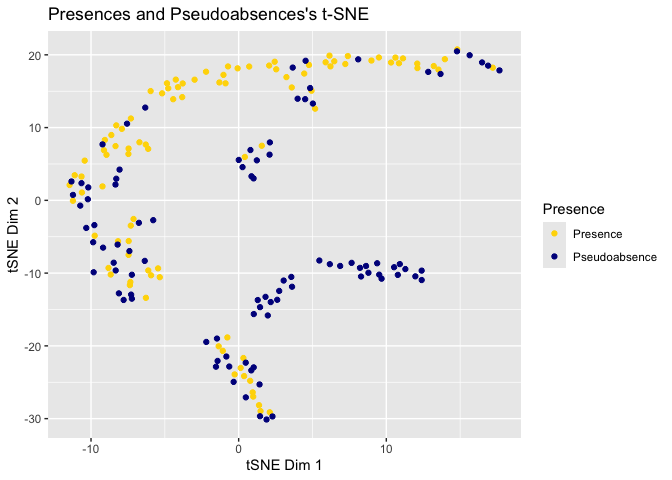 Presences and Pseudoabsences's t-SNE
20
10
0
-10
-20
-30
tSNE Dim 2
-10
0
10
tSNE Dim 1
Presence
Presence
Pseudoabsence